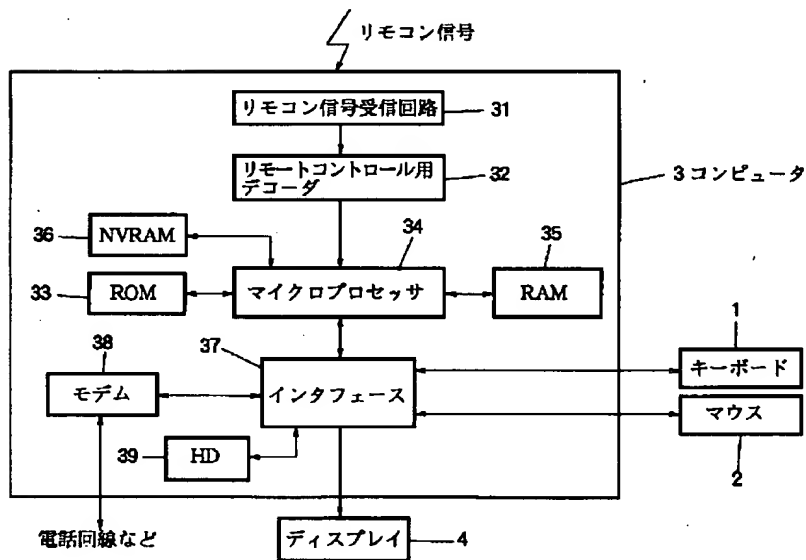 リモコン信号
リモコン信号受信回路
31
リモートコントロール用
デコーダ
32
3 コンピュータ
36
NVRAM
34
35
33
ROM
マイクロプロセッサ
RAM
38
37
1
モデム
インタフェース
キーボード
マウス
39
HD
2
電話回線など
ディスプレイ
4